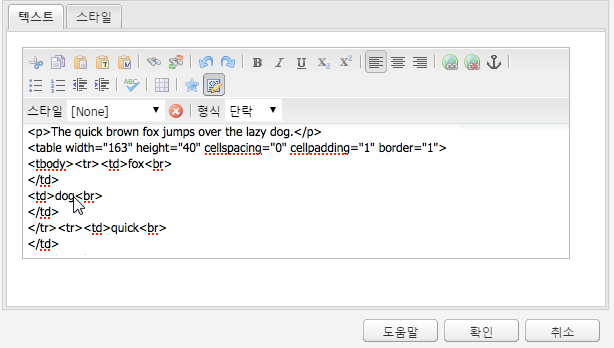 텍스트 스타일
B I U X₂ X²
ABC
스타일 [None] 형식 단락
<p>The quick brown fox jumps over the lazy dog.</p>
<table width="163" height="40" cellspacing="0" cellpadding="1" border="1">
<tbody><tr><td>fox<br>
</td>
<td>dog<br>
</td>
</tr><tr><td>quick<br>
</td>
도움말 확인 취소